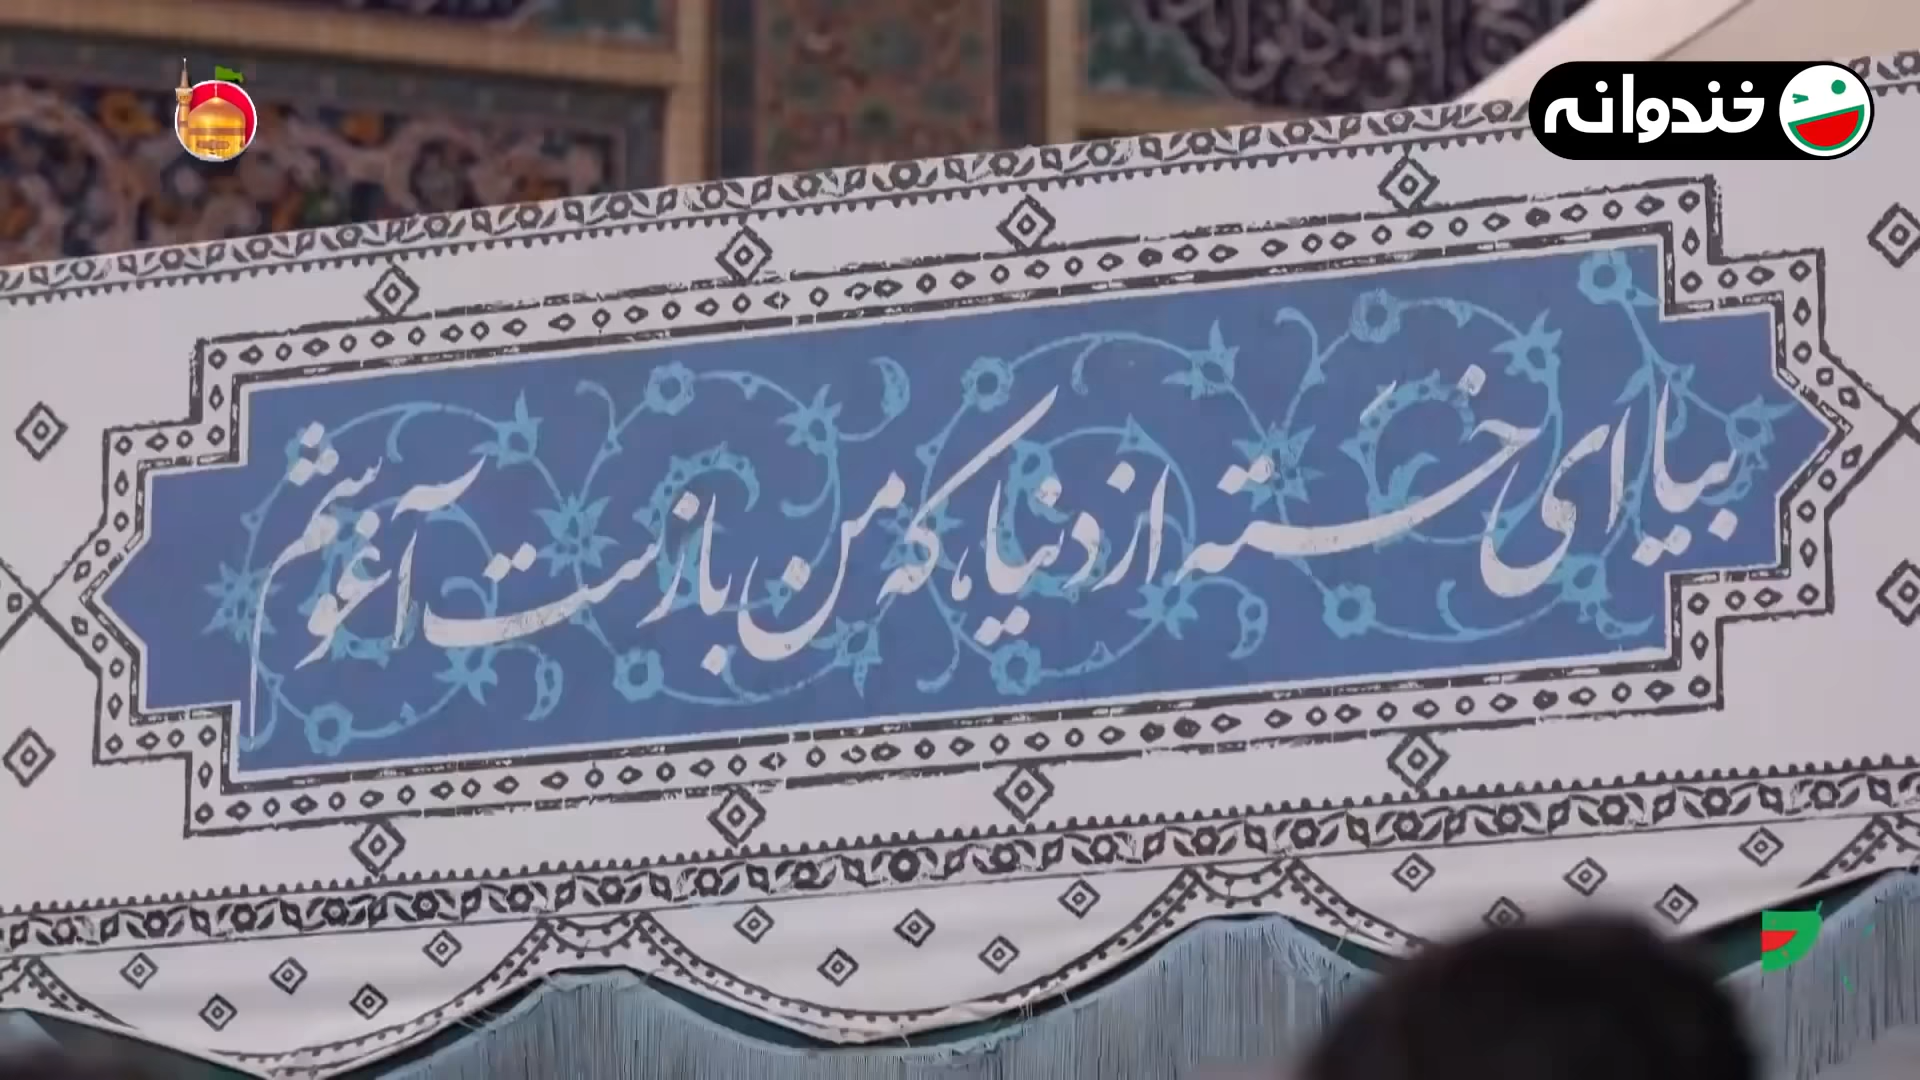 خندوانه
بیا ای خسته از دنیا، که من بازست آغوشم